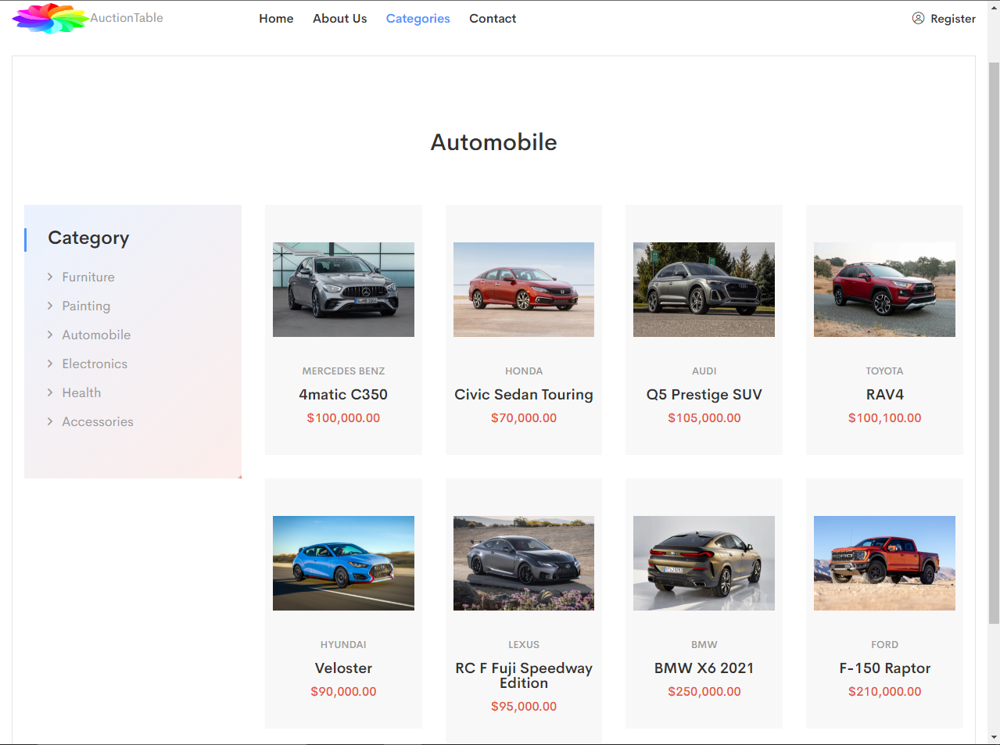 AuctionTable
Home
About Us
Categories
Contact
Register
Automobile
Category
Furniture
Painting
Automobile
Electronics
Health
Accessories
MERCEDES BENZ
4matic C350
$100,000.00
HONDA
Civic Sedan Touring
$70,000.00
AUDI
Q5 Prestige SUV
$105,000.00
TOYOTA
RAV4
$100,100.00
HYUNDAI
Veloster
$90,000.00
LEXUS
RC F Fuji Speedway
Edition
$95,000.00
BMW
BMW X6 2021
$250,000.00
FORD
F-150 Raptor
$210,000.00